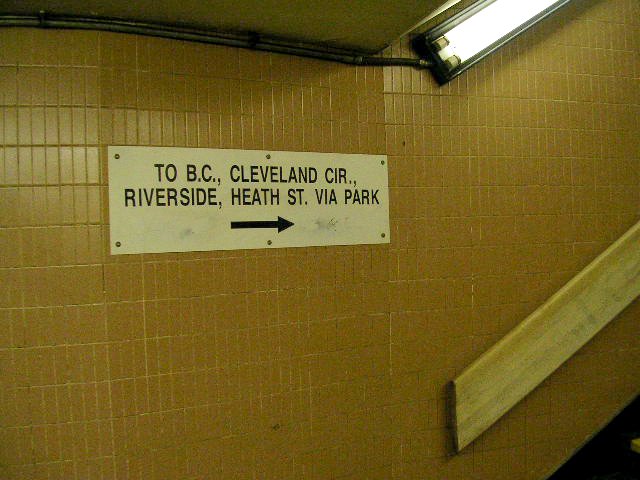 TO B.C., CLEVELAND CIR.,
RIVERSIDE, HEATH ST. VIA PARK